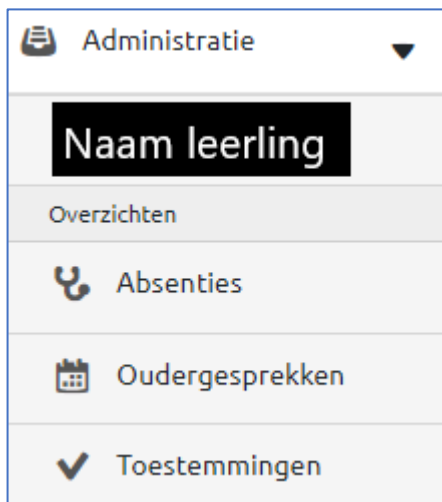 Administratie
Naam leerling
Overzichten
Absenties
Oudergesprekken
Toestemmingen